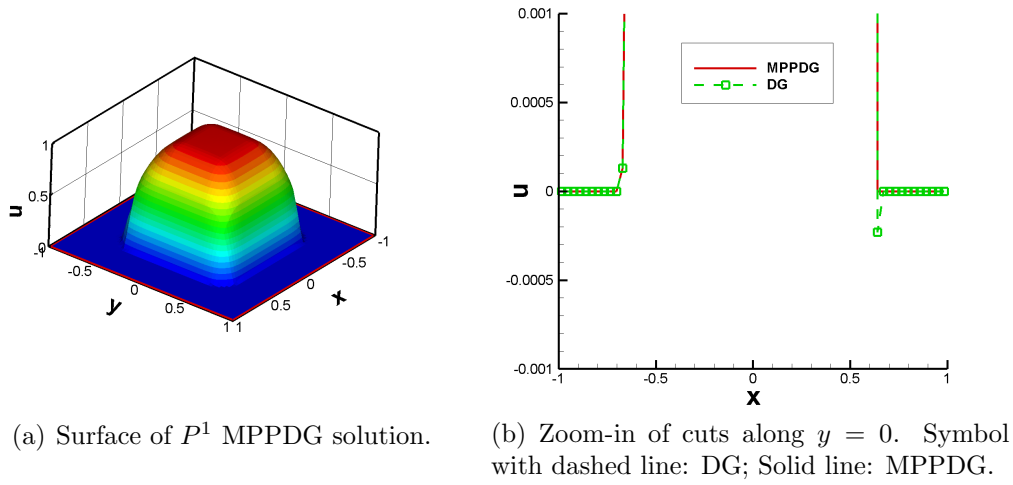 1
0.5
0
-1
-0.5
0
0.5
1
1
0.5
0
-0.5
-1
u
y
x
0.001
0.0005
0
-0.0005
-0.001
-1
-0.5
0
0.5
1
u
x
MPPDG
DG
(a) Surface of P¹ MPPDG solution.
(b) Zoom-in of cuts along y = 0. Symbol
with dashed line: DG; Solid line: MPPDG.